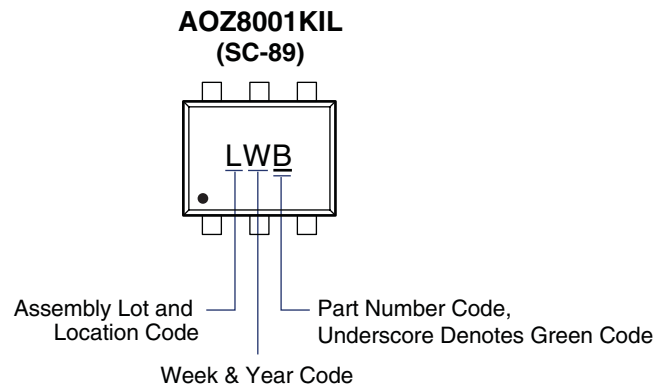 AOZ8001KIL
(SC-89)
LWB
Assembly Lot and
Location Code
Part Number Code,
Underscore Denotes Green Code
Week & Year Code